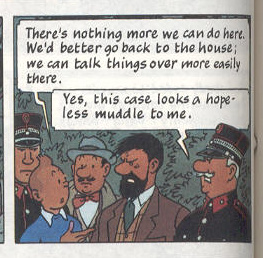 There's nothing more we can do here.
We'd better go back to the house;
we can talk things over more easily
there.
Yes, this case looks a hope-
less muddle to me.